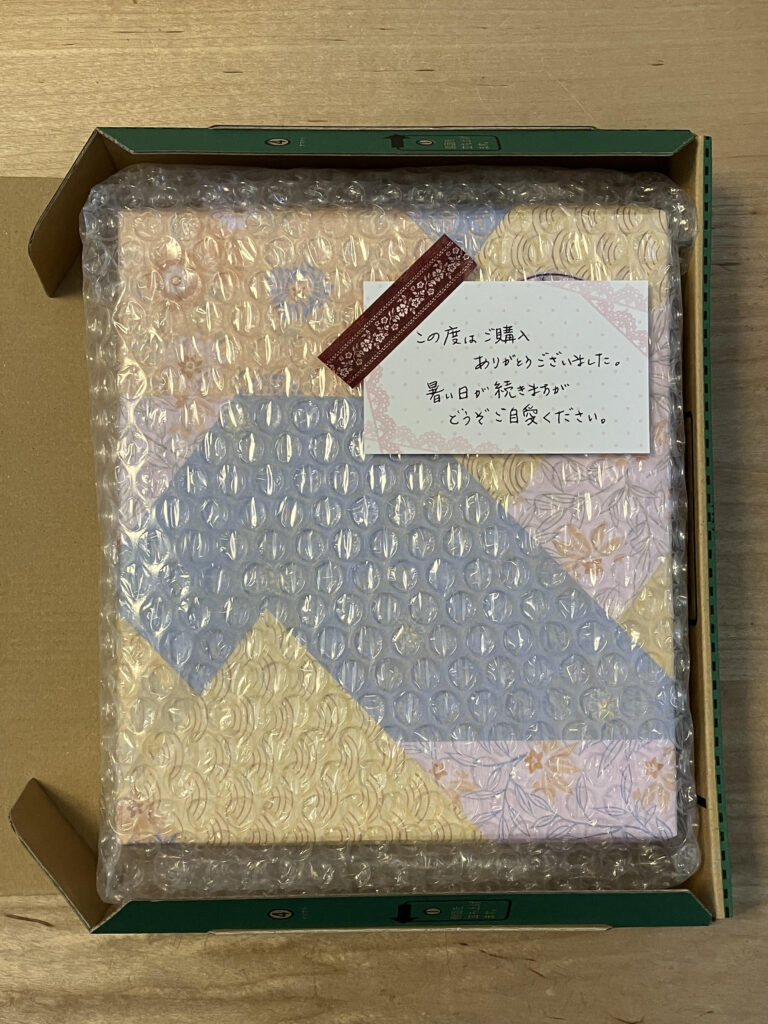 この度はご購入
ありがとうございました。
暑い日が続きますが
どうぞご自愛ください。